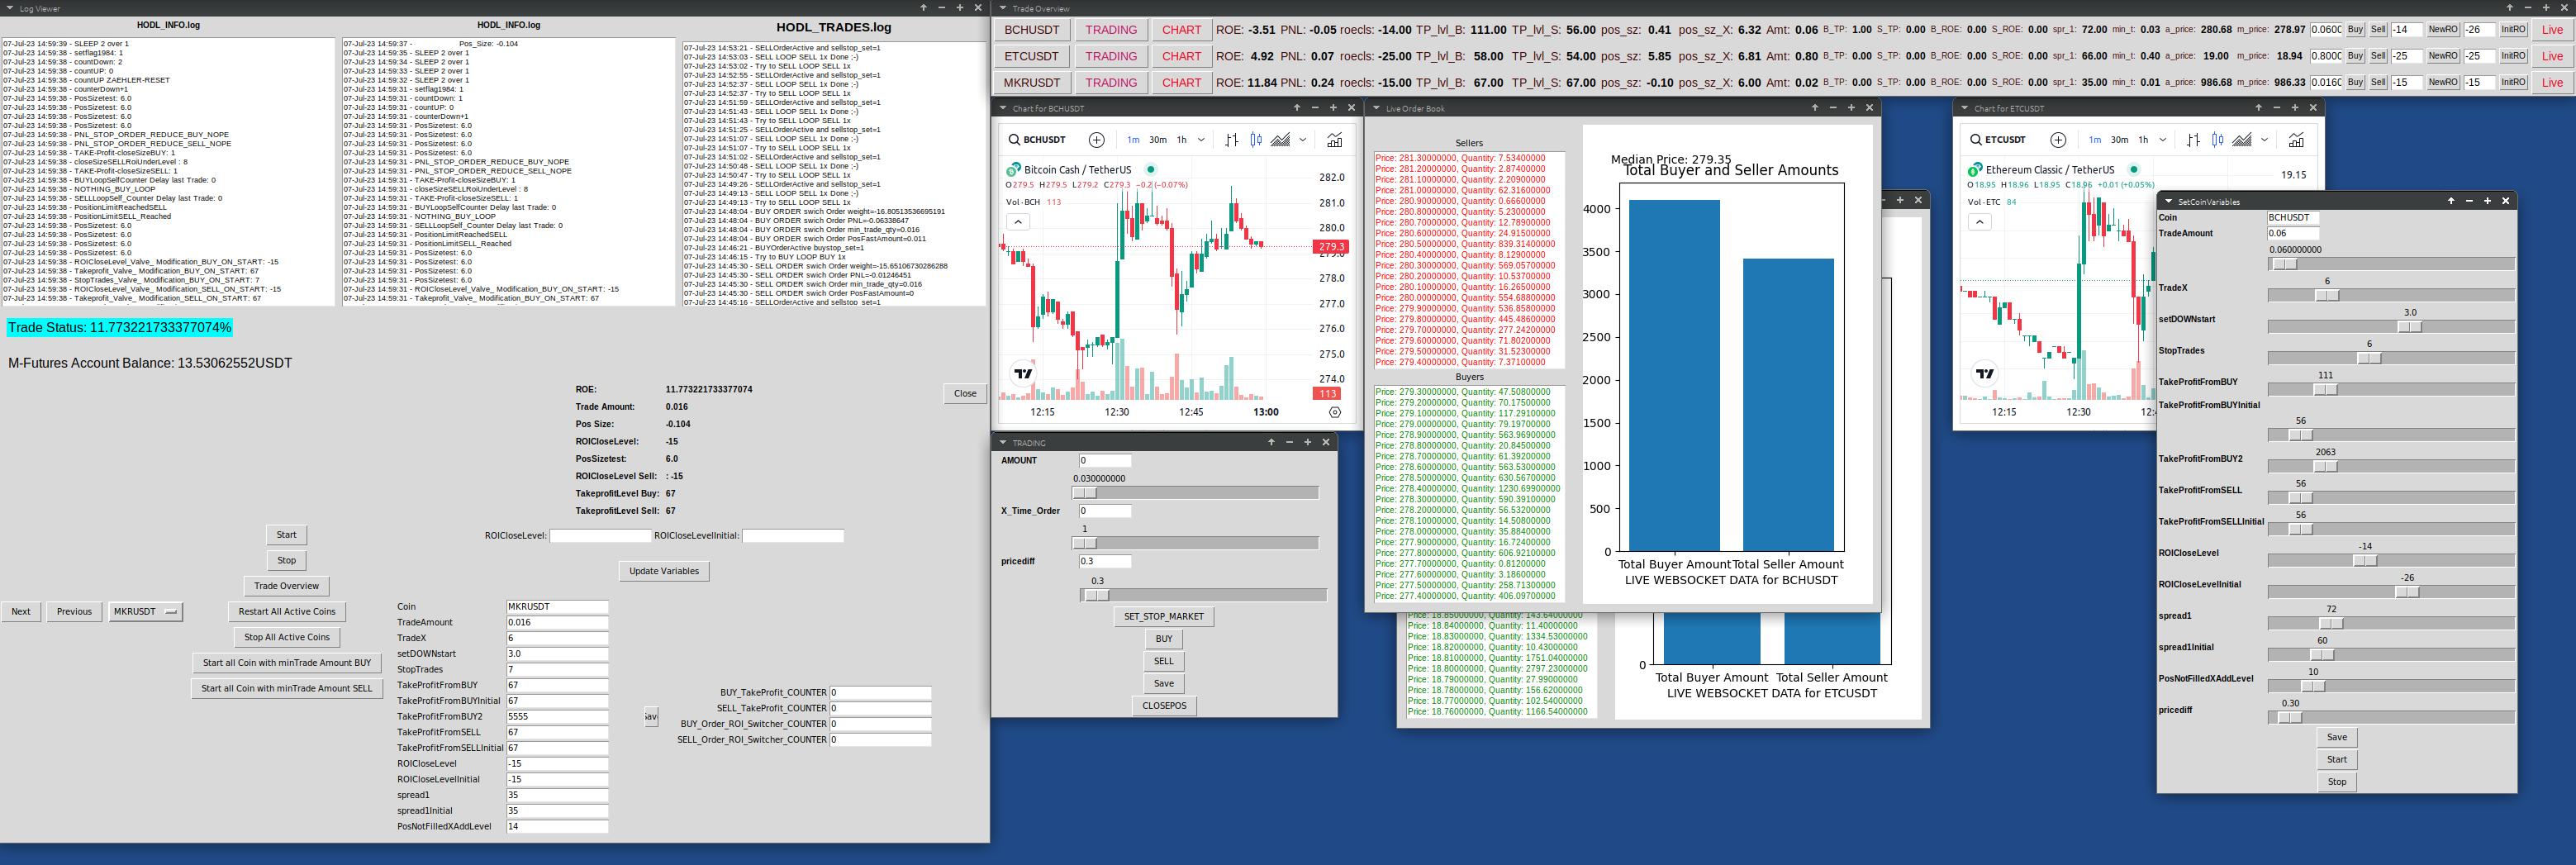 Log Viewer
HODL_INFO.log
07-Jul-23 14:59:39 - SLEEP 2 over 1
07-Jul-23 14:59:38 - setflag1984: 1
07-Jul-23 14:59:38 - countDown: 2
07-Jul-23 14:59:38 - countUP: 0
07-Jul-23 14:59:38 - countUP ZAEHLER-RESET
07-Jul-23 14:59:38 - counterDown+1
07-Jul-23 14:59:38 - PosSizetest: 6.0
07-Jul-23 14:59:38 - PosSizetest: 6.0
07-Jul-23 14:59:38 - PosSizetest: 6.0
07-Jul-23 14:59:38 - PosSizetest: 6.0
07-Jul-23 14:59:38 - PNL_STOP_ORDER_REDUCE_BUY_NOPE
07-Jul-23 14:59:38 - PNL_STOP_ORDER_REDUCE_SELL_NOPE
07-Jul-23 14:59:38 - TAKE-Profit-closeSizeBUY: 1
07-Jul-23 14:59:38 - closeSizeSELLRoiUnderLevel : 8
07-Jul-23 14:59:38 - TAKE-Profit-closeSizeSELL: 1
07-Jul-23 14:59:38 - BUYLoopSelfCounter Delay last Trade: 0
07-Jul-23 14:59:38 - NOTHING_BUY_LOOP
07-Jul-23 14:59:38 - SELLLoopSelf_Counter Delay last Trade: 0
07-Jul-23 14:59:38 - PositionLimitReachedSELL
07-Jul-23 14:59:38 - PositionLimitSELL_Reached
07-Jul-23 14:59:38 - PosSizetest: 6.0
07-Jul-23 14:59:38 - PosSizetest: 6.0
07-Jul-23 14:59:38 - PosSizetest: 6.0
07-Jul-23 14:59:38 - PosSizetest: 6.0
07-Jul-23 14:59:38 - ROICloseLevel_Valve_ Modification_BUY_ON_START: -15
07-Jul-23 14:59:38 - Takeprofit_Valve_ Modification_BUY_ON_START: 67
07-Jul-23 14:59:38 - StopTrades_Valve_ Modification_BUY_ON_START: 7
07-Jul-23 14:59:38 - ROICloseLevel_Valve_ Modification_SELL_ON_START: -15
07-Jul-23 14:59:38 - Takeprofit_Valve_ Modification_SELL_ON_START: 67
HODL_INFO.log
07-Jul-23 14:59:37 - Pos_Size: -0.104
07-Jul-23 14:59:35 - SLEEP 2 over 1
07-Jul-23 14:59:34 - SLEEP 2 over 1
07-Jul-23 14:59:33 - SLEEP 2 over 1
07-Jul-23 14:59:32 - SLEEP 2 over 1
07-Jul-23 14:59:31 - setflag1984: 1
07-Jul-23 14:59:31 - countDown: 1
07-Jul-23 14:59:31 - countUP: 0
07-Jul-23 14:59:31 - counterDown+1
07-Jul-23 14:59:31 - PosSizetest: 6.0
07-Jul-23 14:59:31 - PosSizetest: 6.0
07-Jul-23 14:59:31 - PosSizetest: 6.0
07-Jul-23 14:59:31 - PosSizetest: 6.0
07-Jul-23 14:59:31 - PNL_STOP_ORDER_REDUCE_BUY_NOPE
07-Jul-23 14:59:31 - PNL_STOP_ORDER_REDUCE_SELL_NOPE
07-Jul-23 14:59:31 - TAKE-Profit-closeSizeBUY: 1
07-Jul-23 14:59:31 - closeSizeSELLRoiUnderLevel : 8
07-Jul-23 14:59:31 - TAKE-Profit-closeSizeSELL: 1
07-Jul-23 14:59:31 - BUYLoopSelfCounter Delay last Trade: 0
07-Jul-23 14:59:31 - NOTHING_BUY_LOOP
07-Jul-23 14:59:31 - SELLLoopSelf_Counter Delay last Trade: 0
07-Jul-23 14:59:31 - PositionLimitReachedSELL
07-Jul-23 14:59:31 - PositionLimitSELL_Reached
07-Jul-23 14:59:31 - PosSizetest: 6.0
07-Jul-23 14:59:31 - PosSizetest: 6.0
07-Jul-23 14:59:31 - PosSizetest: 6.0
07-Jul-23 14:59:31 - PosSizetest: 6.0
07-Jul-23 14:59:31 - ROICloseLevel_Valve_ Modification_BUY_ON_START: -15
07-Jul-23 14:59:31 - Takeprofit_Valve_ Modification_BUY_ON_START: 67
HODL_TRADES.log
07-Jul-23 14:53:21 - SELLOrderActive and sellstop_set=1
07-Jul-23 14:53:03 - SELL LOOP SELL 1x Done ;-)
07-Jul-23 14:53:02 - Try to SELL LOOP SELL 1x
07-Jul-23 14:52:55 - SELLOrderActive and sellstop_set=1
07-Jul-23 14:52:37 - SELL LOOP SELL 1x Done ;-)
07-Jul-23 14:52:37 - Try to SELL LOOP SELL 1x
07-Jul-23 14:51:59 - SELLOrderActive and sellstop_set=1
07-Jul-23 14:51:43 - SELL LOOP SELL 1x Done ;-)
07-Jul-23 14:51:43 - Try to SELL LOOP SELL 1x
07-Jul-23 14:51:25 - SELLOrderActive and sellstop_set=1
07-Jul-23 14:51:07 - SELL LOOP SELL 1x Done ;-)
07-Jul-23 14:51:07 - Try to SELL LOOP SELL 1x
07-Jul-23 14:51:02 - SELLOrderActive and sellstop_set=1
07-Jul-23 14:50:48 - SELL LOOP SELL 1x Done ;-)
07-Jul-23 14:50:47 - Try to SELL LOOP SELL 1x
07-Jul-23 14:49:26 - SELLOrderActive and sellstop_set=1
07-Jul-23 14:49:13 - SELL LOOP SELL 1x Done ;-)
07-Jul-23 14:49:13 - Try to SELL LOOP SELL 1x
07-Jul-23 14:48:04 - BUY ORDER swich Order weight=-16.80513536695191
07-Jul-23 14:48:04 - BUY ORDER swich Order PNL=-0.06338647
07-Jul-23 14:48:04 - BUY ORDER swich Order min_trade_qty=0.016
07-Jul-23 14:48:04 - BUY ORDER swich Order PosFastAmount=0.011
07-Jul-23 14:46:21 - BUYOrderActive buystop_set=1
07-Jul-23 14:46:15 - Try to BUY LOOP BUY 1x
07-Jul-23 14:45:30 - SELL ORDER swich Order weight=-15.65106730286288
07-Jul-23 14:45:30 - SELL ORDER swich Order PNL=-0.01246451
07-Jul-23 14:45:30 - SELL ORDER swich Order min_trade_qty=0.016
07-Jul-23 14:45:30 - SELL ORDER swich Order PosFastAmount=0
07-Jul-23 14:45:16 - SELLOrderActive and sellstop_set=1
Trade Status: 11.773221733377074%
M-Futures Account Balance: 13.53062552USDT
ROE: 11.773221733377074
Trade Amount: 0.016
Pos Size: -0.104
ROICloseLevel: -15
PosSizetest: 6.0
ROICloseLevel Sell: : -15
TakeprofitLevel Buy: 67
TakeprofitLevel Sell: 67
Close
Start
Stop
Trade Overview
Restart All Active Coins
Stop All Active Coins
Start all Coin with minTrade Amount BUY
Start all Coin with minTrade Amount SELL
Next Previous MKRUSDT
ROICloseLevel: ROICloseLevelInitial:
Update Variables
Coin MKRUSDT
TradeAmount 0.016
TradeX 6
setDOWNstart 3.0
StopTrades 7
TakeProfitFromBUY 67
TakeProfitFromBUYInitial 67
TakeProfitFromBUY2 5555
TakeProfitFromSELL 67
TakeProfitFromSELLInitial 67
ROICloseLevel -15
ROICloseLevelInitial -15
spread1 35
spread1Initial 35
PosNotFilledXAddLevel 14
BUY_TakeProfit_COUNTER 0
SELL_TakeProfit_COUNTER 0
BUY_Order_ROI_Switcher_COUNTER 0
SELL_Order_ROI_Switcher_COUNTER 0
Trade Overview
BCHUSDT TRADING CHART ROE: -3.51 PNL: -0.05 roecls: -14.00 TP_lvl_B: 111.00 TP_lvl_S: 56.00 pos_sz: 0.41 pos_sz_X: 6.32 Amt: 0.06 B_TP: 1.00 S_TP: 0.00 B_ROE: 0.00 S_ROE: 0.00 spr_1: 72.00 min_t: 0.03 a_price: 280.68 m_price: 278.97 0.060 Buy Sell -14 NewRO -26 InitRO Live
ETCUSDT TRADING CHART ROE: 4.92 PNL: 0.07 roecls: -25.00 TP_lvl_B: 58.00 TP_lvl_S: 54.00 pos_sz: 5.85 pos_sz_X: 6.81 Amt: 0.80 B_TP: 1.00 S_TP: 0.00 B_ROE: 0.00 S_ROE: 0.00 spr_1: 66.00 min_t: 0.40 a_price: 19.00 m_price: 18.94 0.800 Buy Sell -25 NewRO -25 InitRO Live
MKRUSDT TRADING CHART ROE: 11.84 PNL: 0.24 roecls: -15.00 TP_lvl_B: 67.00 TP_lvl_S: 67.00 pos_sz: -0.10 pos_sz_X: 6.00 Amt: 0.02 B_TP: 0.00 S_TP: 0.00 B_ROE: 0.00 S_ROE: 0.00 spr_1: 35.00 min_t: 0.01 a_price: 986.68 m_price: 986.33 0.016 Buy Sell -15 NewRO -15 InitRO Live
Chart for BCHUSDT
BCHUSDT 1m 30m 1h
Bitcoin Cash / TetherUS
O279.5 H279.5 L279.2 C279.3 −0.2 (−0.07%)
Vol·BCH 113
282.0
281.0
280.0
279.3
278.0
277.0
276.0
275.0
274.0
113
12:15 12:30 12:45 13:00
TRADING
AMOUNT 0
0.030000000
X_Time_Order 0
1
pricediff 0.3
0.3
SET_STOP_MARKET
BUY
SELL
Save
CLOSEPOS
Live Order Book
Sellers
Price: 281.30000000, Quantity: 7.53400000
Price: 281.20000000, Quantity: 2.87400000
Price: 281.10000000, Quantity: 2.20900000
Price: 281.00000000, Quantity: 62.31600000
Price: 280.90000000, Quantity: 0.66600000
Price: 280.80000000, Quantity: 5.23000000
Price: 280.70000000, Quantity: 12.78900000
Price: 280.60000000, Quantity: 24.91500000
Price: 280.50000000, Quantity: 839.31400000
Price: 280.40000000, Quantity: 8.12900000
Price: 280.30000000, Quantity: 569.05700000
Price: 280.20000000, Quantity: 10.53700000
Price: 280.10000000, Quantity: 16.26500000
Price: 280.00000000, Quantity: 554.68800000
Price: 279.90000000, Quantity: 536.85800000
Price: 279.80000000, Quantity: 445.48600000
Price: 279.70000000, Quantity: 277.24200000
Price: 279.60000000, Quantity: 71.80200000
Price: 279.50000000, Quantity: 31.52300000
Price: 279.40000000, Quantity: 7.37100000
Buyers
Price: 279.30000000, Quantity: 47.50800000
Price: 279.20000000, Quantity: 70.17500000
Price: 279.10000000, Quantity: 117.29100000
Price: 279.00000000, Quantity: 79.19700000
Price: 278.90000000, Quantity: 563.96900000
Price: 278.80000000, Quantity: 20.84500000
Price: 278.70000000, Quantity: 61.39200000
Price: 278.60000000, Quantity: 563.53000000
Price: 278.50000000, Quantity: 630.56700000
Price: 278.40000000, Quantity: 1230.69900000
Price: 278.30000000, Quantity: 590.39100000
Price: 278.20000000, Quantity: 56.53200000
Price: 278.10000000, Quantity: 14.50800000
Price: 278.00000000, Quantity: 35.88400000
Price: 277.90000000, Quantity: 16.72400000
Price: 277.80000000, Quantity: 606.92100000
Price: 277.70000000, Quantity: 0.81200000
Price: 277.60000000, Quantity: 3.18600000
Price: 277.50000000, Quantity: 258.71300000
Price: 277.40000000, Quantity: 406.09700000
Median Price: 279.35
Total Buyer and Seller Amounts
4000
3500
3000
2500
2000
1500
1000
500
0
Total Buyer Amount Total Seller Amount
LIVE WEBSOCKET DATA for BCHUSDT
Price: 18.85000000, Quantity: 143.64000000
Price: 18.84000000, Quantity: 11.40000000
Price: 18.83000000, Quantity: 1334.53000000
Price: 18.82000000, Quantity: 10.43000000
Price: 18.81000000, Quantity: 1751.04000000
Price: 18.80000000, Quantity: 2797.23000000
Price: 18.79000000, Quantity: 27.99000000
Price: 18.78000000, Quantity: 156.62000000
Price: 18.77000000, Quantity: 102.54000000
Price: 18.76000000, Quantity: 1166.54000000
0
Total Buyer Amount Total Seller Amount
LIVE WEBSOCKET DATA for ETCUSDT
Chart for ETCUSDT
ETCUSDT 1m 30m 1h
Ethereum Classic / TetherUS
O18.95 H18.96 L18.95 C18.96 +0.01 (+0.05%)
Vol·ETC 84
19.15
12:15 12:30
SetCoinVariables
Coin BCHUSDT
TradeAmount 0.06
0.060000000
TradeX 6
setDOWNstart 3.0
StopTrades 6
TakeProfitFromBUY 111
TakeProfitFromBUYInitial
56
TakeProfitFromBUY2 2063
TakeProfitFromSELL 56
TakeProfitFromSELLInitial 56
ROICloseLevel -14
ROICloseLevelInitial -26
spread1 72
spread1Initial 60
PosNotFilledXAddLevel 10
pricediff 0.30
Save
Start
Stop